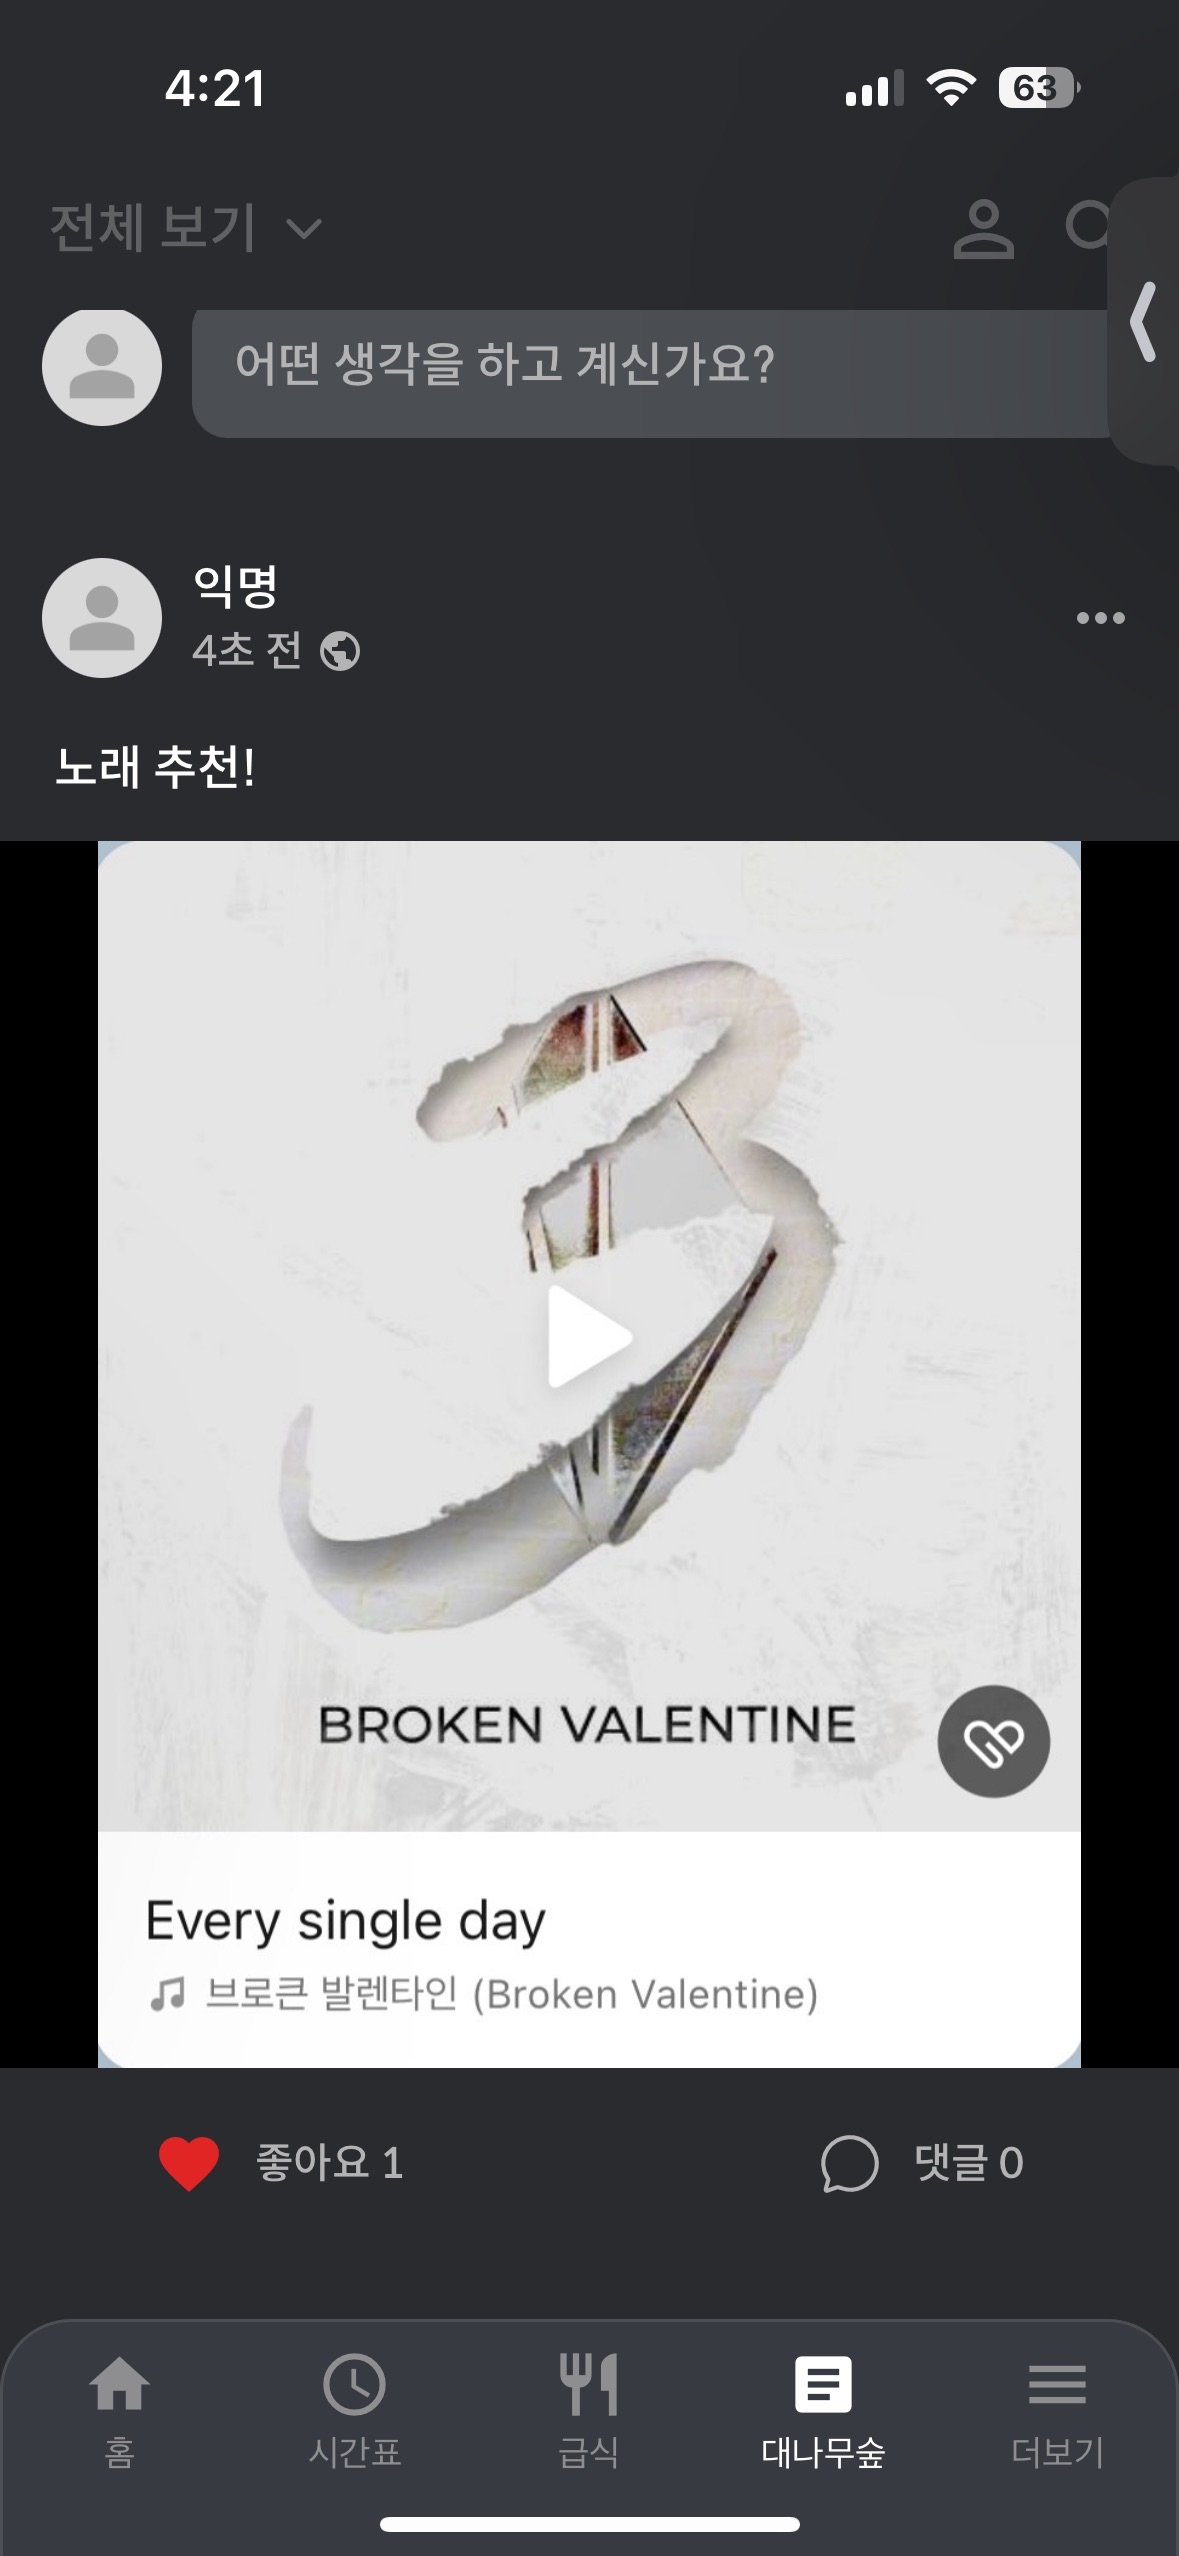 4:21
63
전체 보기
어떤 생각을 하고 계신가요?
익명
4초 전
노래 추천!
BROKEN VALENTINE
Every single day
브로큰 발렌타인 (Broken Valentine)
좋아요 1
댓글 0
홈
시간표
급식
대나무숲
더보기